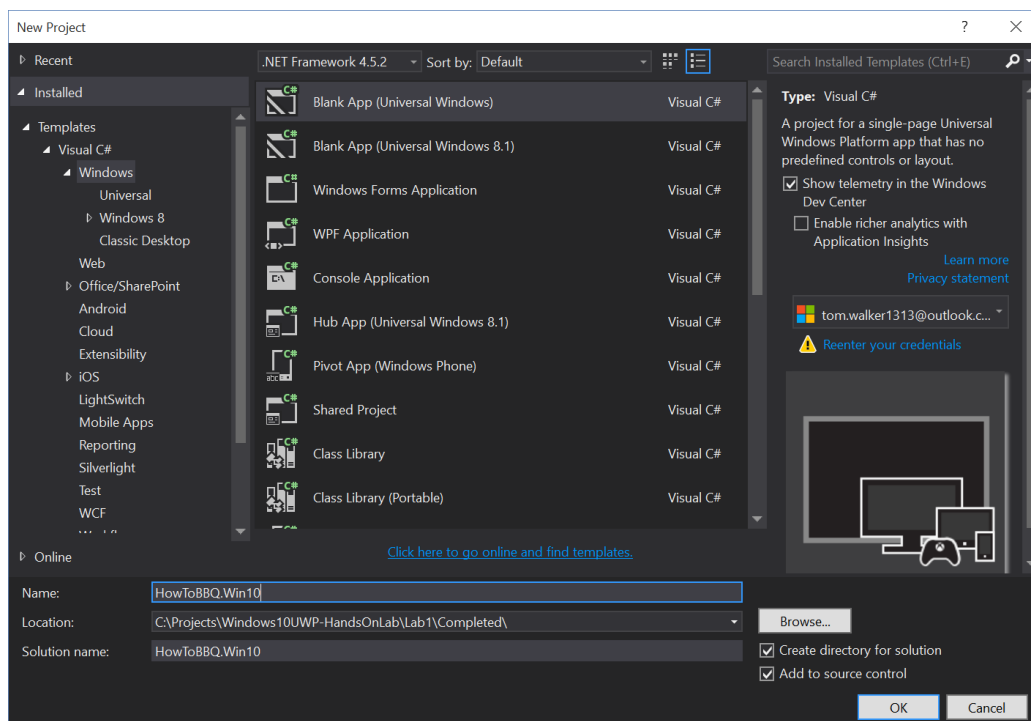 New Project
?
Recent
.NET Framework 4.5.2
Sort by: Default
Search Installed Templates (Ctrl+E)
Installed
Templates
Visual C#
Windows
Universal
Windows 8
Classic Desktop
Web
Office/SharePoint
Android
Cloud
Extensibility
iOS
LightSwitch
Mobile Apps
Reporting
Silverlight
Test
WCF
Online
Blank App (Universal Windows) Visual C#
Blank App (Universal Windows 8.1) Visual C#
Windows Forms Application Visual C#
WPF Application Visual C#
Console Application Visual C#
Hub App (Universal Windows 8.1) Visual C#
Pivot App (Windows Phone) Visual C#
Shared Project Visual C#
Class Library Visual C#
Class Library (Portable) Visual C#
Click here to go online and find templates.
Type: Visual C#
A project for a single-page Universal
Windows Platform app that has no
predefined controls or layout.
Show telemetry in the Windows
Dev Center
Enable richer analytics with
Application Insights
Learn more
Privacy statement
tom.walker1313@outlook.c...
Reenter your credentials
Name: HowToBBQ.Win10
Location: C:\Projects\Windows10UWP-HandsOnLab\Lab1\Completed\
Browse...
Solution name: HowToBBQ.Win10
Create directory for solution
Add to source control
OK
Cancel